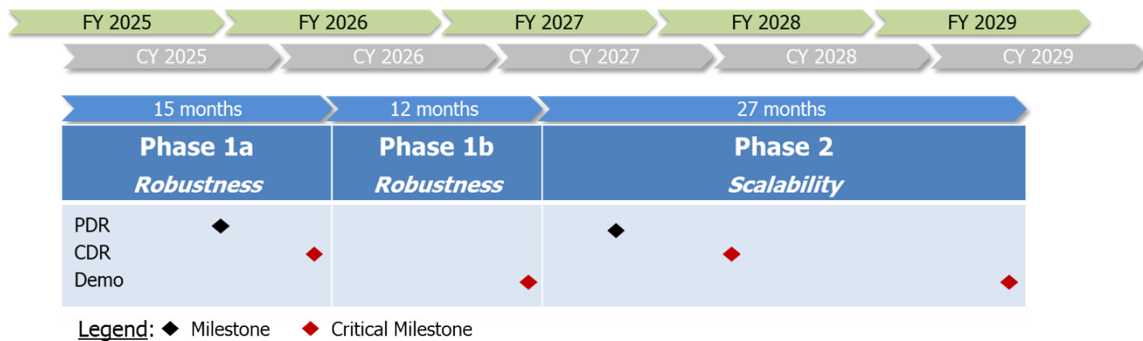 FY 2025 FY 2026 FY 2027 FY 2028 FY 2029
CY 2025 CY 2026 CY 2027 CY 2028 CY 2029
15 months 12 months 27 months
Phase 1a Phase 1b Phase 2
Robustness Robustness Scalability
PDR
CDR
Demo
Legend: Milestone Critical Milestone